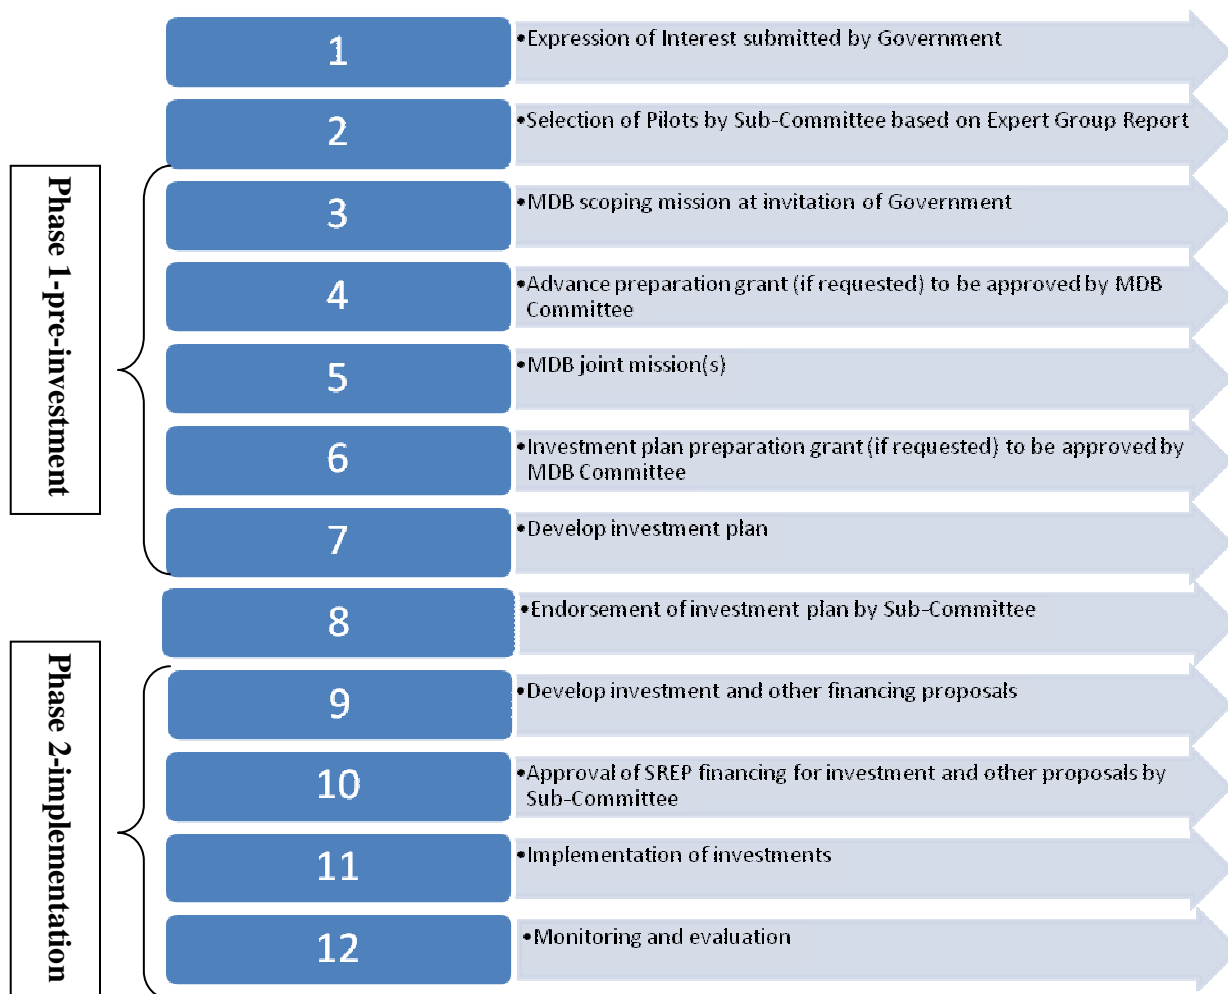 1
•Expression of Interest submitted by Government
2
•Selection of Pilots by Sub-Committee based on Expert Group Report
Phase 1-pre-investment
3
•MDB scoping mission at invitation of Government
4
•Advance preparation grant (if requested) to be approved by MDB
Committee
5
•MDB joint mission(s)
6
•Investment plan preparation grant (if requested) to be approved by
MDB Committee
7
•Develop investment plan
8
•Endorsement of investment plan by Sub-Committee
Phase 2-implementation
9
•Develop investment and other financing proposals
10
•Approval of SREP financing for investment and other proposals by
Sub-Committee
11
•Implementation of investments
12
•Monitoring and evaluation